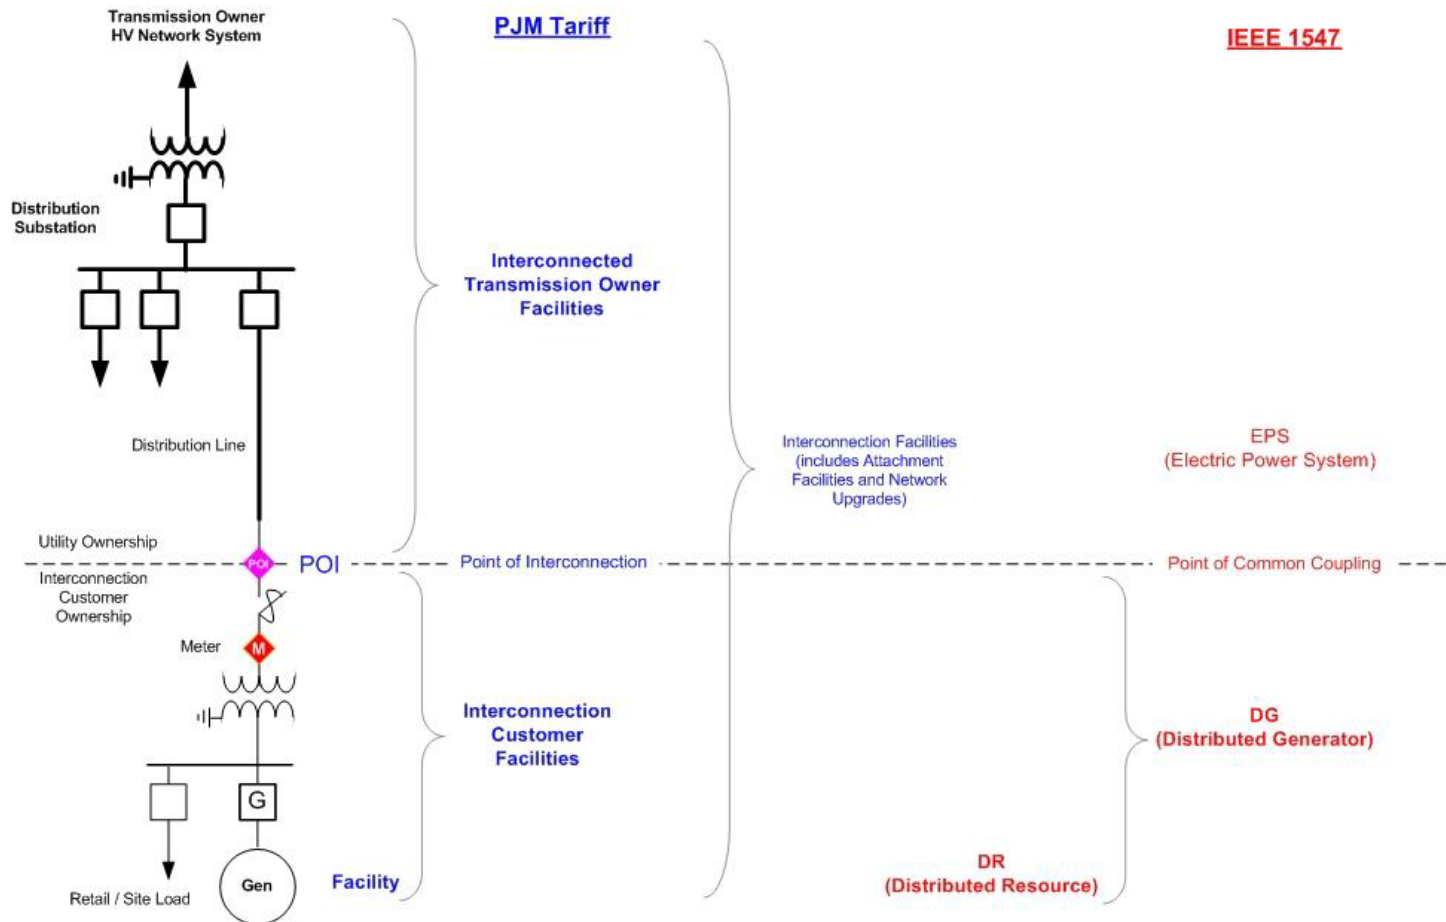 Transmission Owner
HV Network System
PJM Tariff
IEEE 1547
Distribution
Substation
Interconnected
Transmission Owner
Facilities
Distribution Line
Interconnection Facilities
(includes Attachment
Facilities and Network
Upgrades)
EPS
(Electric Power System)
Utility Ownership
POI
POI
Point of Interconnection
Point of Common Coupling
Interconnection
Customer
Ownership
Meter
M
Interconnection
Customer
Facilities
DG
(Distributed Generator)
G
Gen
Facility
DR
(Distributed Resource)
Retail / Site Load